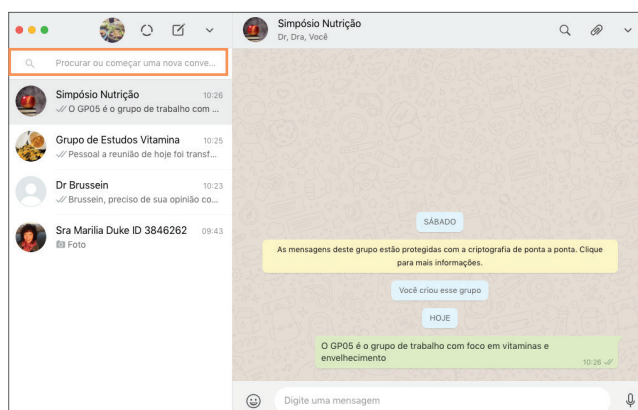 Procurar ou começar uma nova conve...
Simpósio Nutrição 10:26
O GP05 é o grupo de trabalho com ...
Grupo de Estudos Vitamina 10:25
Pessoal a reunião de hoje foi transf...
Dr Brussein 10:23
Brussein, preciso de sua opinião co...
Sra Marilia Duke ID 3846262 09:43
Foto
Simpósio Nutrição
Dr, Dra, Você
SÁBADO
As mensagens deste grupo estão protegidas com a criptografia de ponta a ponta. Clique
para mais informações.
Você criou esse grupo
HOJE
O GP05 é o grupo de trabalho com foco em vitaminas e
envelhecimento
10:26
Digite uma mensagem